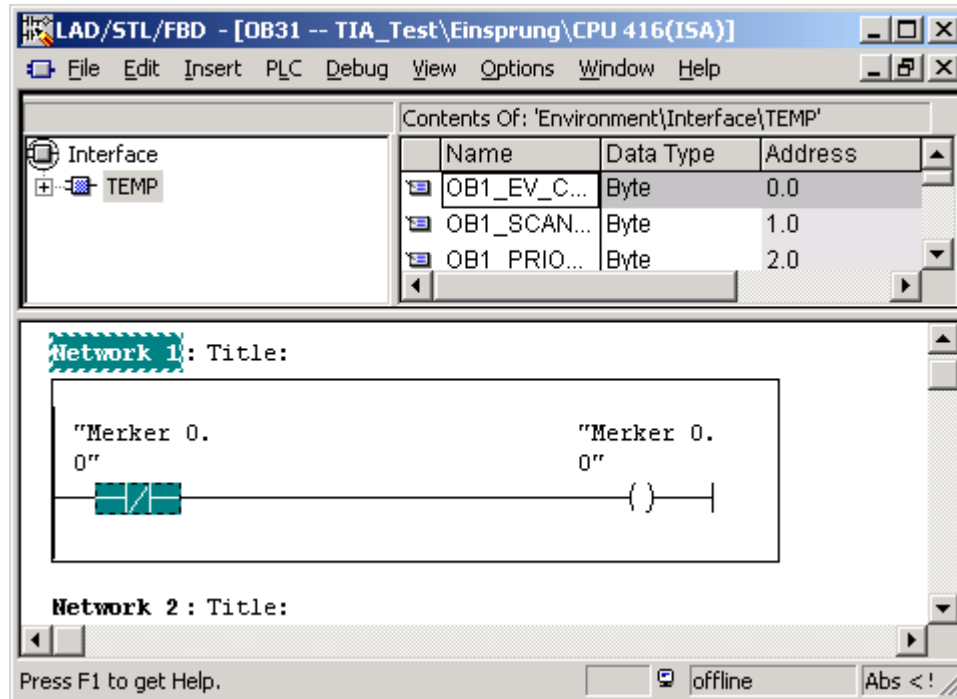 LAD/STL/FBD - [OB31 -- TIA_Test\Einsprung\CPU 416(ISA)]
File Edit Insert PLC Debug View Options Window Help
Contents Of: 'Environment\Interface\TEMP'
Interface
TEMP
Name Data Type Address
OB1_EV_C... Byte 0.0
OB1_SCAN... Byte 1.0
OB1_PRIO... Byte 2.0
Network 1: Title:
"Merker 0.
0"
"Merker 0.
0"
Network 2 : Title:
Press F1 to get Help.
offline
Abs < !